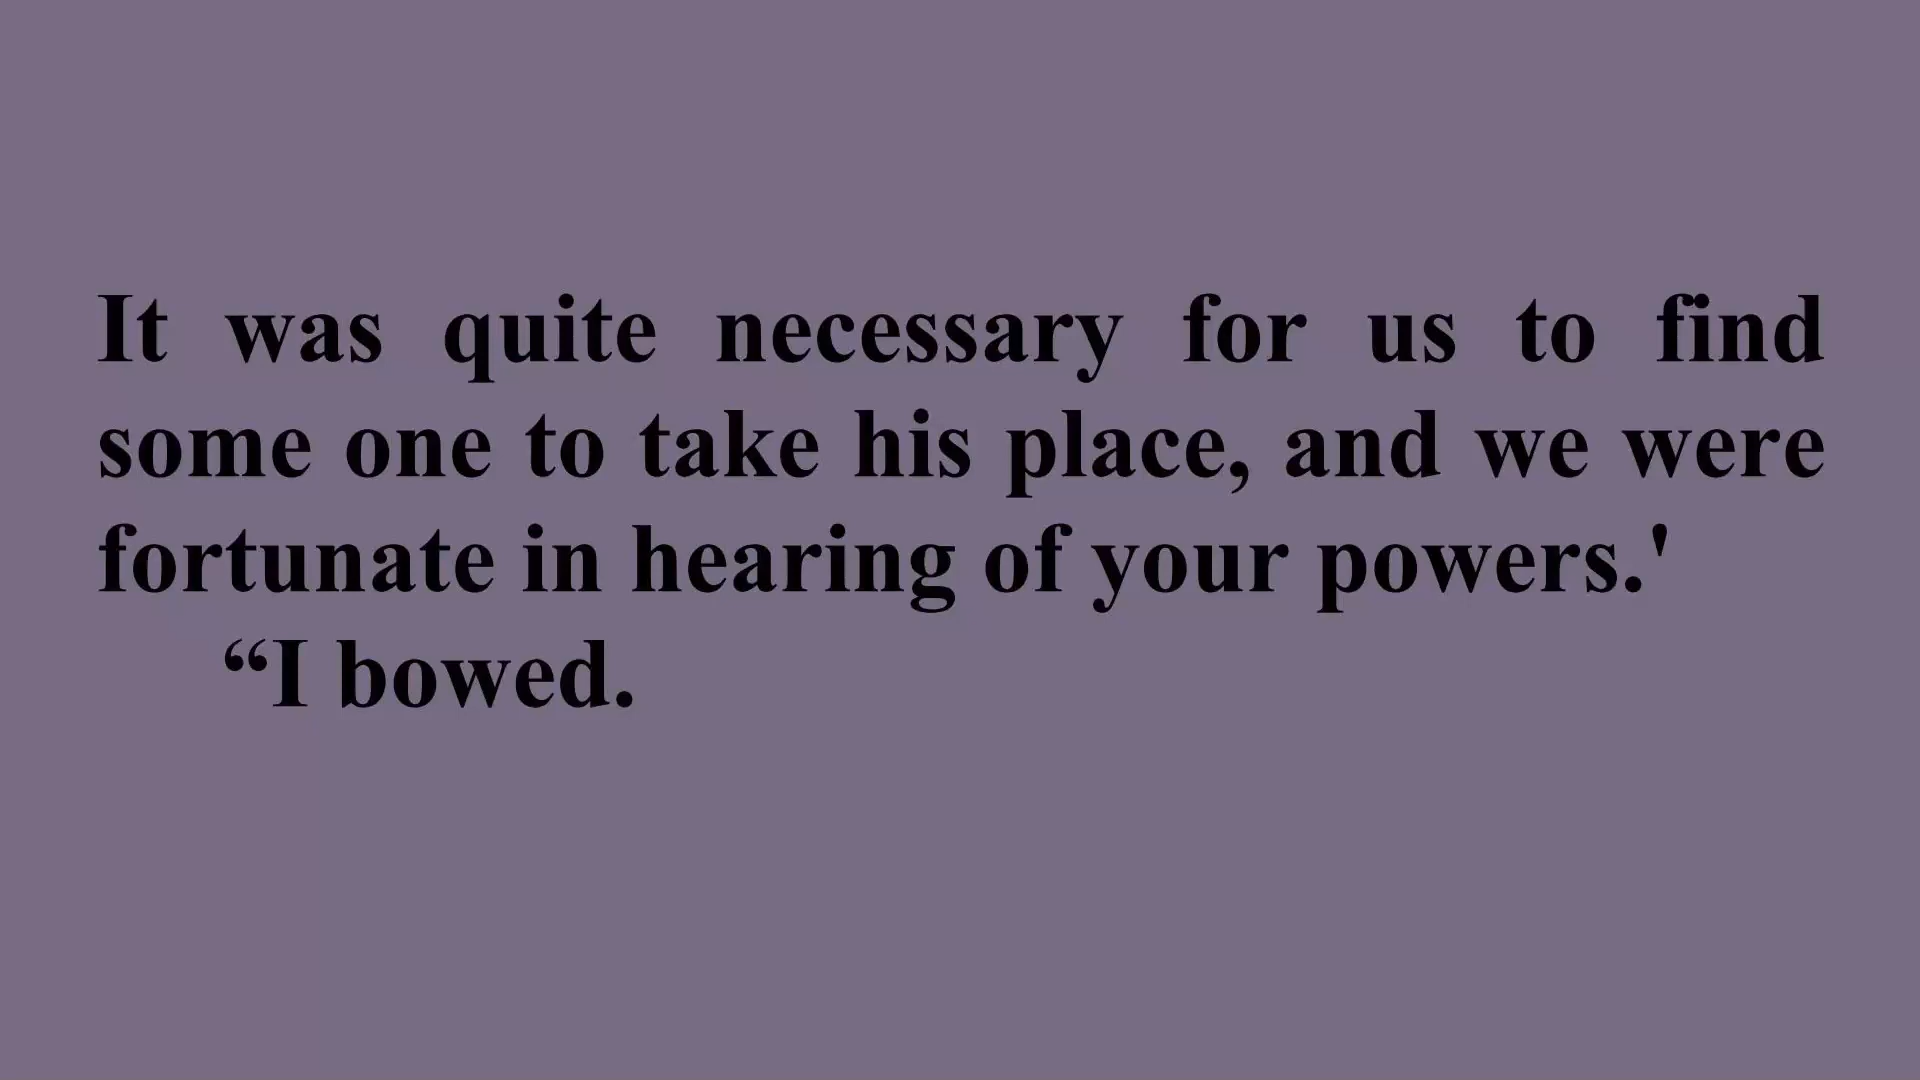 It was quite necessary for us to find
some one to take his place, and we were
fortunate in hearing of your powers.'
“I bowed.